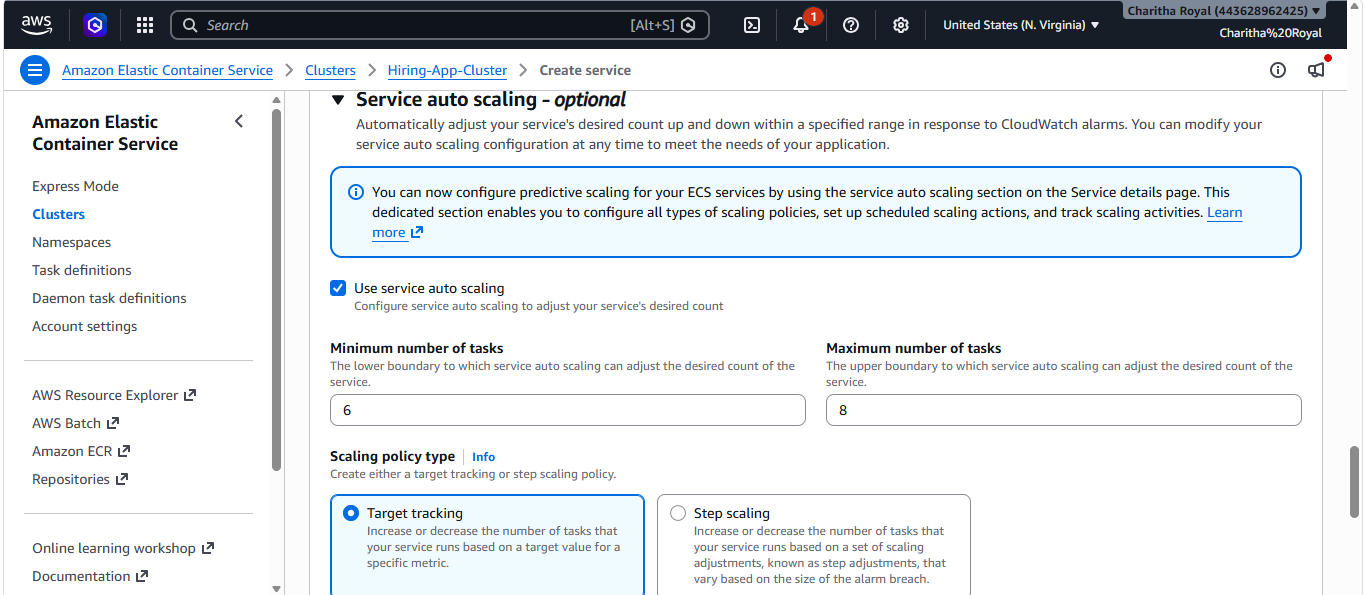 aws
Search
[Alt+S]
1
United States (N. Virginia)
Charitha Royal (443628962425)
Charitha%20Royal
Amazon Elastic Container Service
Clusters
Hiring-App-Cluster
Create service
Amazon Elastic
Container Service
Express Mode
Clusters
Namespaces
Task definitions
Daemon task definitions
Account settings
AWS Resource Explorer
AWS Batch
Amazon ECR
Repositories
Online learning workshop
Documentation
Service auto scaling - optional
Automatically adjust your service's desired count up and down within a specified range in response to CloudWatch alarms. You can modify your
service auto scaling configuration at any time to meet the needs of your application.
You can now configure predictive scaling for your ECS services by using the service auto scaling section on the Service details page. This
dedicated section enables you to configure all types of scaling policies, set up scheduled scaling actions, and track scaling activities. Learn
more
Use service auto scaling
Configure service auto scaling to adjust your service's desired count
Minimum number of tasks
The lower boundary to which service auto scaling can adjust the desired count of the
service.
6
Maximum number of tasks
The upper boundary to which service auto scaling can adjust the desired count of the
service.
8
Scaling policy type
Info
Create either a target tracking or step scaling policy.
Target tracking
Increase or decrease the number of tasks that
your service runs based on a target value for a
specific metric.
Step scaling
Increase or decrease the number of tasks that
your service runs based on a set of scaling
adjustments, known as step adjustments, that
vary based on the size of the alarm breach.